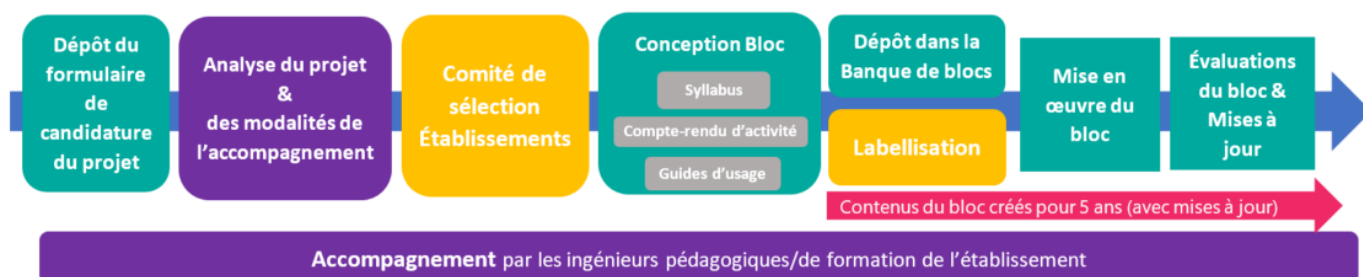 Dépôt du
formulaire
de
candidature
du projet
Analyse du projet
&
des modalités de
l'accompagnement
Comité de
sélection
Établissements
Conception Bloc
Syllabus
Compte-rendu d'activité
Guides d'usage
Dépôt dans la
Banque de blocs
Labellisation
Mise en
œuvre du
bloc
Évaluations
du bloc &
Mises à
jour
Contenus du bloc créés pour 5 ans (avec mises à jour)
Accompagnement par les ingénieurs pédagogiques/de formation de l'établissement